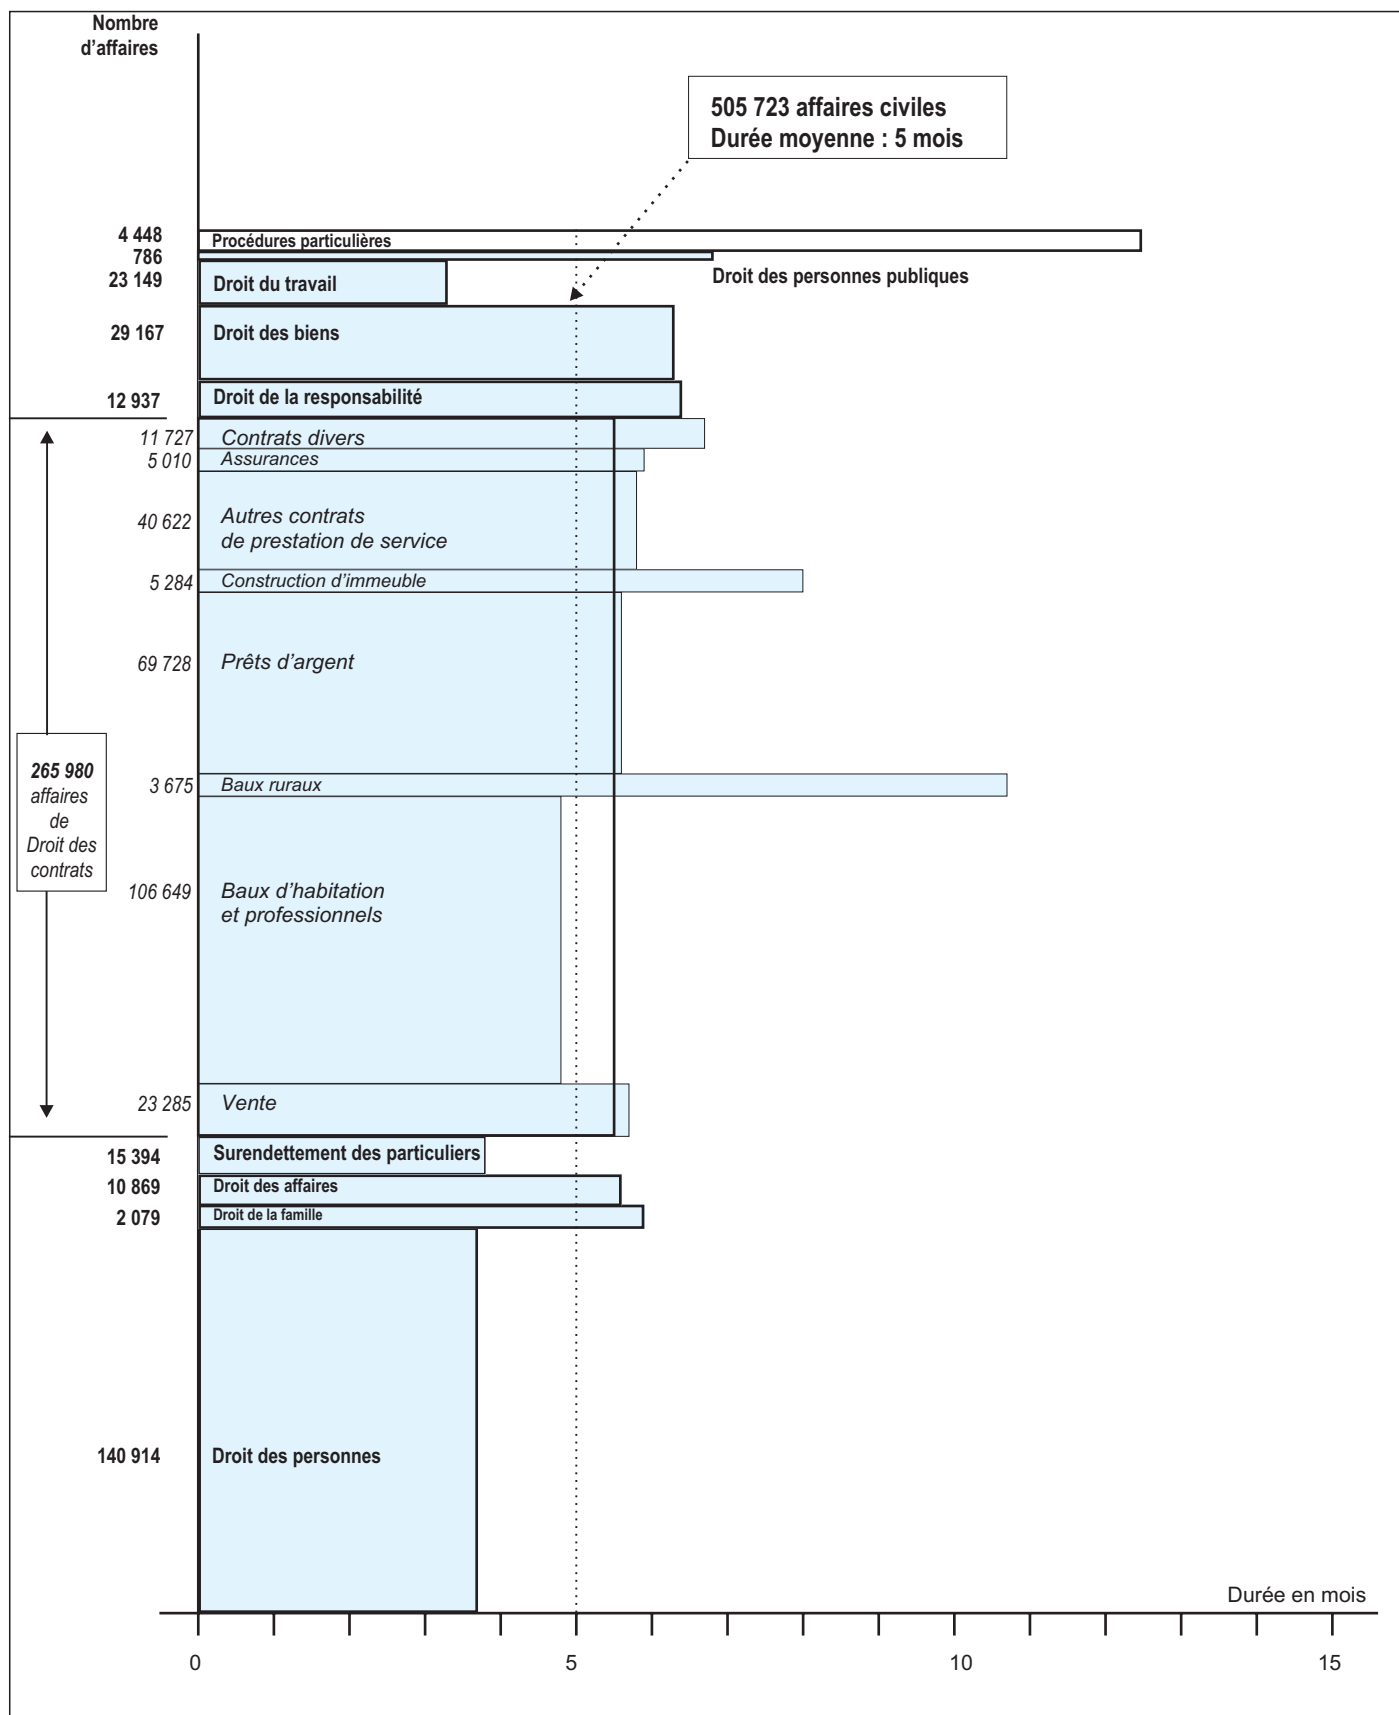 Nombre
d'affaires
505 723 affaires civiles
Durée moyenne : 5 mois
4 448 Procédures particulières
786 Droit des personnes publiques
23 149 Droit du travail
29 167 Droit des biens
12 937 Droit de la responsabilité
11 727 Contrats divers
5 010 Assurances
40 622 Autres contrats
de prestation de service
5 284 Construction d'immeuble
69 728 Prêts d'argent
265 980
affaires
de
Droit des
contrats
3 675 Baux ruraux
106 649 Baux d'habitation
et professionnels
23 285 Vente
15 394 Surendettement des particuliers
10 869 Droit des affaires
2 079 Droit de la famille
140 914 Droit des personnes
Durée en mois
0 5 10 15